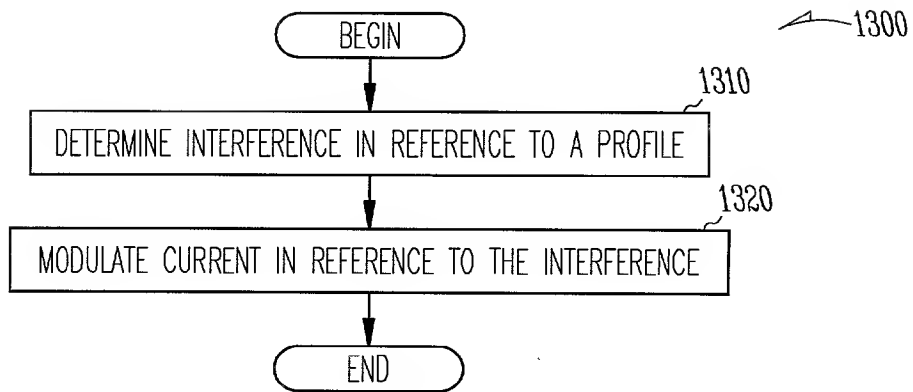 BEGIN
1300
1310
DETERMINE INTERFERENCE IN REFERENCE TO A PROFILE
1320
MODULATE CURRENT IN REFERENCE TO THE INTERFERENCE
END